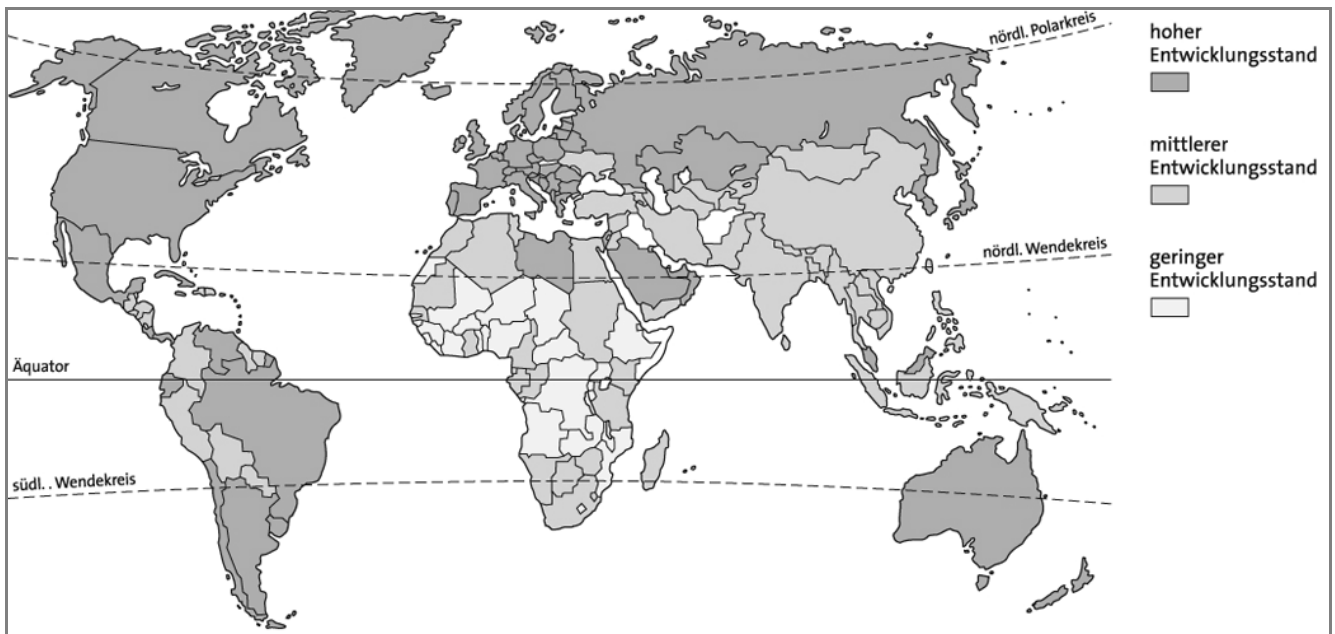 nördl. Polarkreis
nördl. Wendekreis
Äquator
südl. . Wendekreis
hoher
Entwicklungsstand
mittlerer
Entwicklungsstand
geringer
Entwicklungsstand